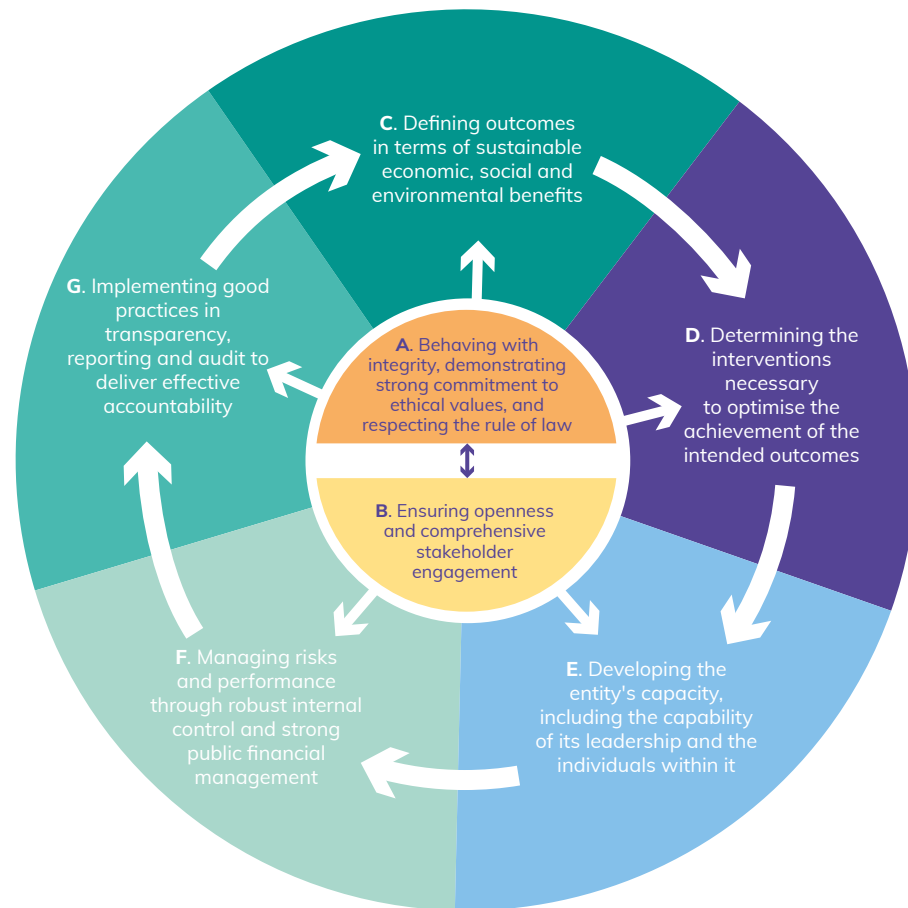 C. Defining outcomes
in terms of sustainable
economic, social and
environmental benefits
G. Implementing good
practices in
transparency,
reporting and audit to
deliver effective
accountability
A. Behaving with
integrity, demonstrating
strong commitment to
ethical values, and
respecting the rule of law
D. Determining the
interventions
necessary
to optimise the
achievement of the
intended outcomes
B. Ensuring openness
and comprehensive
stakeholder
engagement
F. Managing risks
and performance
through robust internal
control and strong
public financial
management
E. Developing the
entity's capacity,
including the capability
of its leadership and the
individuals within it